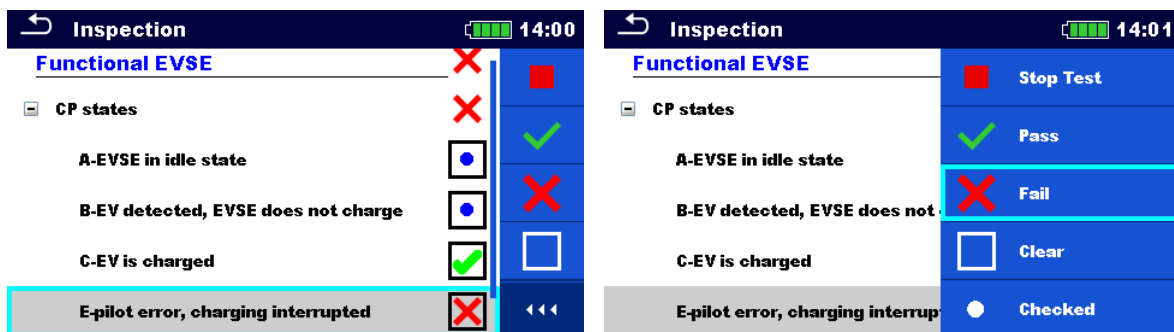 Inspection 14:00
Functional EVSE
CP states
A-EVSE in idle state
B-EV detected, EVSE does not charge
C-EV is charged
E-pilot error, charging interrupted
Inspection 14:01
Functional EVSE
CP states
A-EVSE in idle state
B-EV detected, EVSE does not
C-EV is charged
E-pilot error, charging interrup
Stop Test
Pass
Fail
Clear
Checked